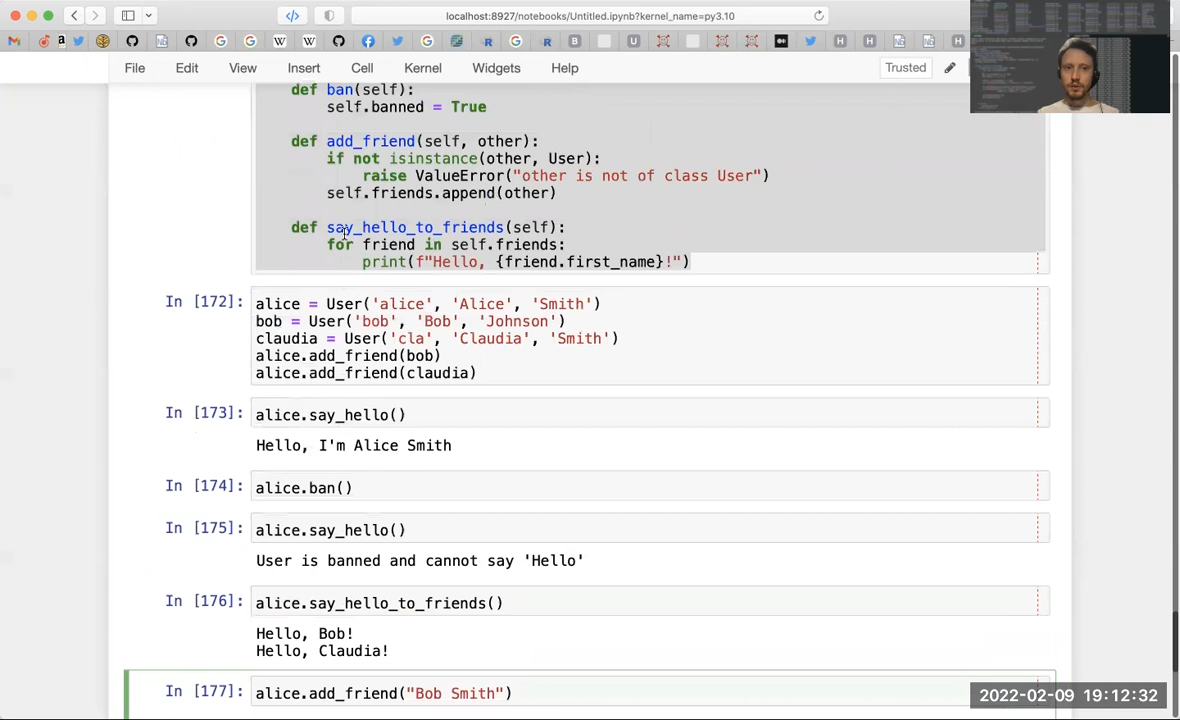 localhost:8927/notebooks/Untitled.ipynb?kernel_name=py3.10
File Edit View Insert Cell Kernel Widgets Help Trusted
def ban(self):
self.banned = True
def add_friend(self, other):
if not isinstance(other, User):
raise ValueError("other is not of class User")
self.friends.append(other)
def say_hello_to_friends(self):
for friend in self.friends:
print(f"Hello, {friend.first_name}!")
In [172]: alice = User('alice', 'Alice', 'Smith')
bob = User('bob', 'Bob', 'Johnson')
claudia = User('cla', 'Claudia', 'Smith')
alice.add_friend(bob)
alice.add_friend(claudia)
In [173]: alice.say_hello()
Hello, I'm Alice Smith
In [174]: alice.ban()
In [175]: alice.say_hello()
User is banned and cannot say 'Hello'
In [176]: alice.say_hello_to_friends()
Hello, Bob!
Hello, Claudia!
In [177]: alice.add_friend("Bob Smith")
2022-02-09 19:12:32